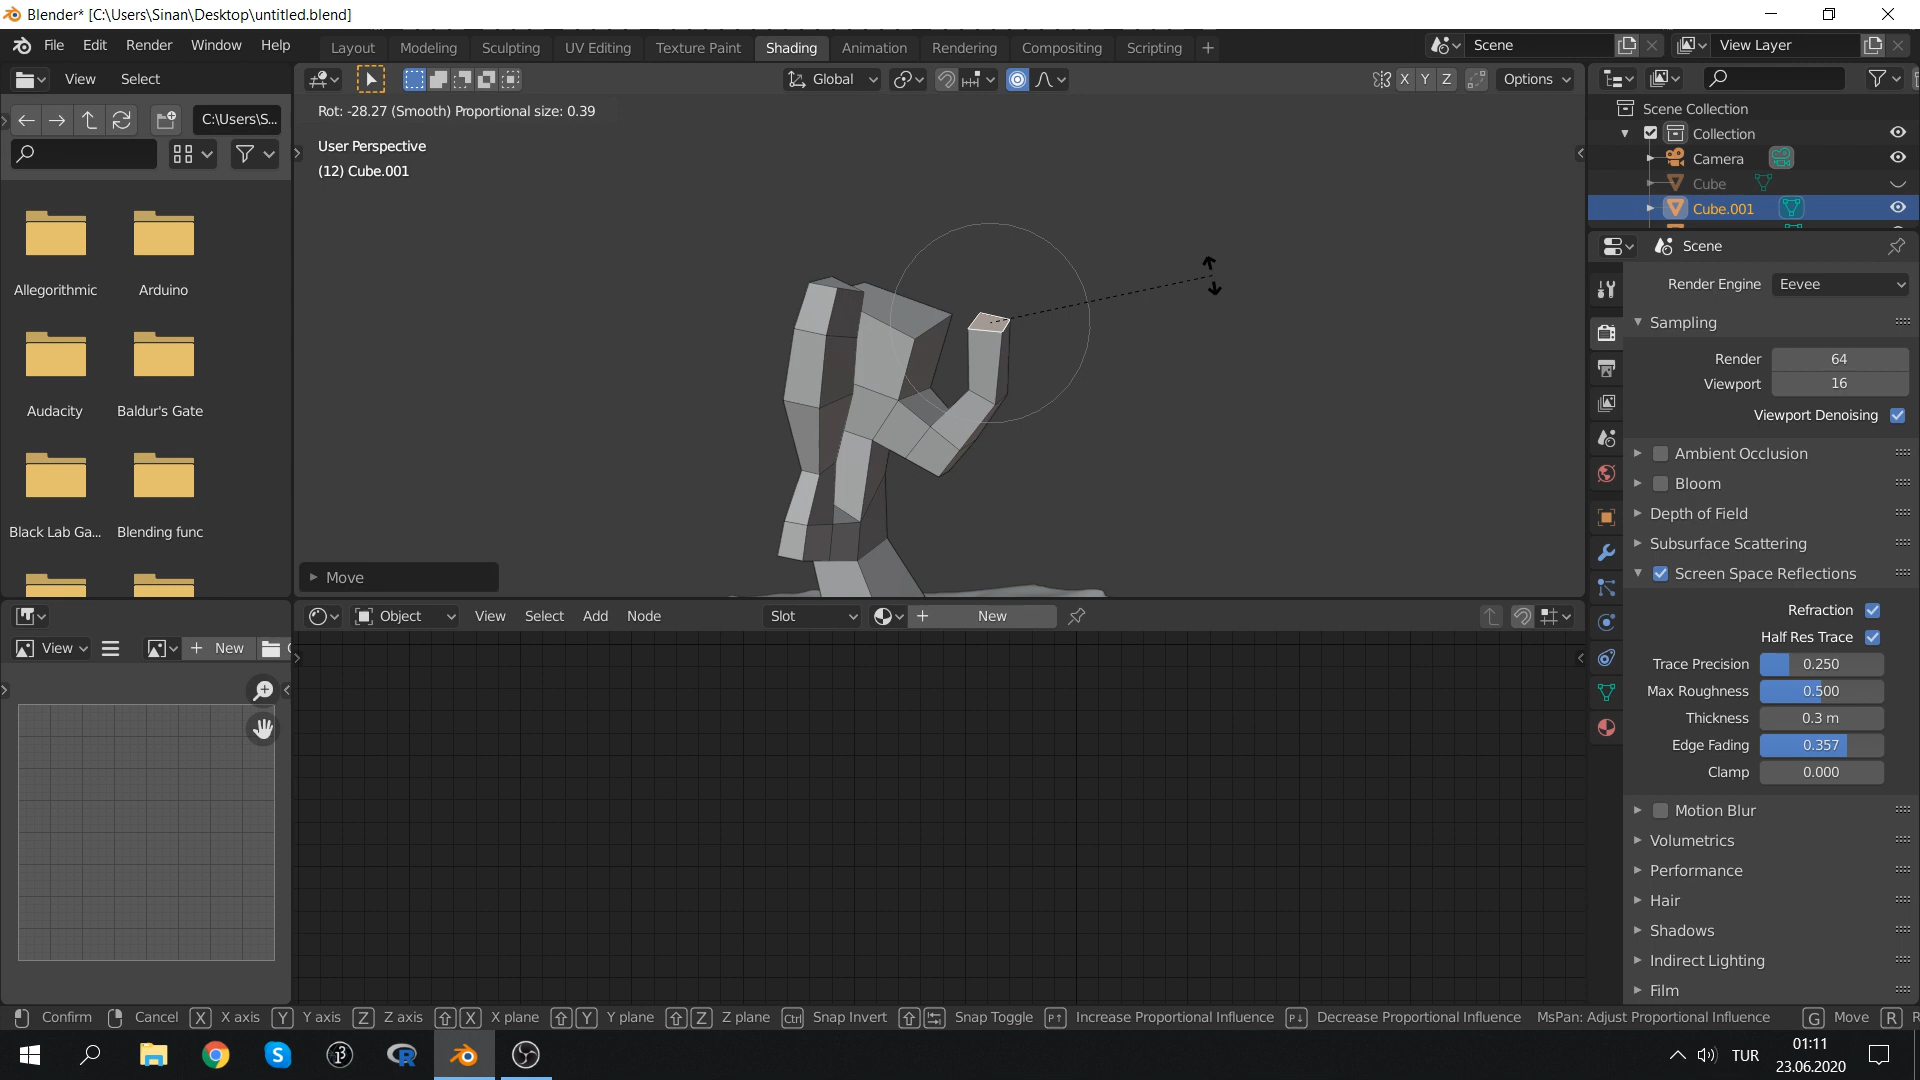 Blender* [C:\Users\Sinan\Desktop\untitled.blend]
File Edit Render Window Help
Layout Modeling Sculpting UV Editing Texture Paint Shading Animation Rendering Compositing Scripting
Scene
View Layer
View Select
Global
X Y Z
Options
Rot: -28.27 (Smooth) Proportional size: 0.39
C:\Users\S...
User Perspective
(12) Cube.001
Scene Collection
Collection
Camera
Cube
Cube.001
Scene
Render Engine Eevee
Sampling
Render 64
Viewport 16
Viewport Denoising
Ambient Occlusion
Bloom
Depth of Field
Subsurface Scattering
Screen Space Reflections
Refraction
Half Res Trace
Trace Precision 0.250
Max Roughness 0.500
Thickness 0.3 m
Edge Fading 0.357
Clamp 0.000
Motion Blur
Volumetrics
Performance
Hair
Shadows
Indirect Lighting
Film
Allegorithmic Arduino
Audacity Baldur's Gate
Black Lab Ga... Blending func
Move
Object View Select Add Node
Slot
New
View
New
Confirm Cancel X X axis Y Y axis Z Z axis X X plane Y Y plane Z Z plane Ctrl Snap Invert Snap Toggle P↑ Increase Proportional Influence P↓ Decrease Proportional Influence MsPan: Adjust Proportional Influence G Move R
TUR
01:11
23.06.2020